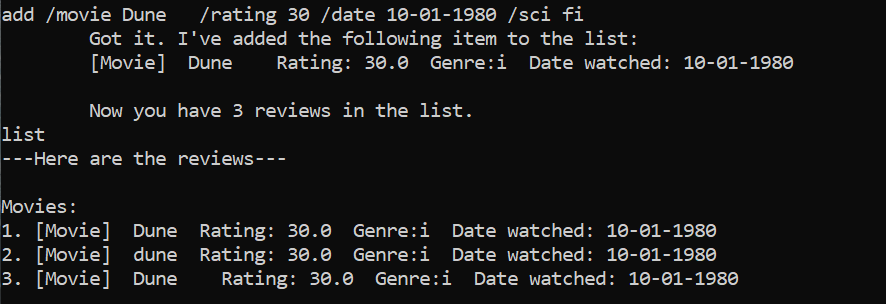 add /movie Dune   /rating 30 /date 10-01-1980 /sci fi
        Got it. I've added the following item to the list:
        [Movie]  Dune    Rating: 30.0  Genre:i  Date watched: 10-01-1980

        Now you have 3 reviews in the list.
list
---Here are the reviews---

Movies:
1. [Movie]  Dune  Rating: 30.0  Genre:i  Date watched: 10-01-1980
2. [Movie]  dune  Rating: 30.0  Genre:i  Date watched: 10-01-1980
3. [Movie]  Dune    Rating: 30.0  Genre:i  Date watched: 10-01-1980